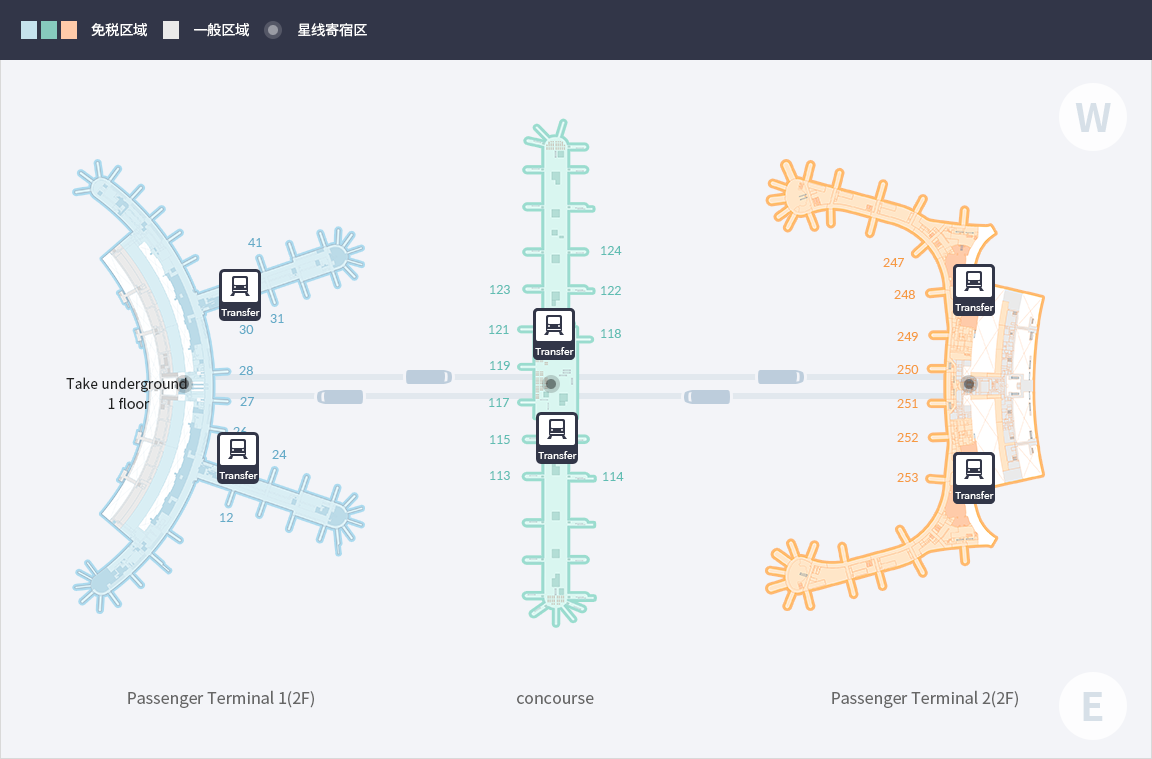 免税区域 一般区域 星线寄宿区
W
41
31
30
28
27
26
24
12
Transfer
Transfer
Take underground
1 floor
124
123
122
121
118
119
117
115
113
114
Transfer
Transfer
247
248
249
250
251
252
253
Transfer
Transfer
Passenger Terminal 1(2F)
concourse
Passenger Terminal 2(2F)
E